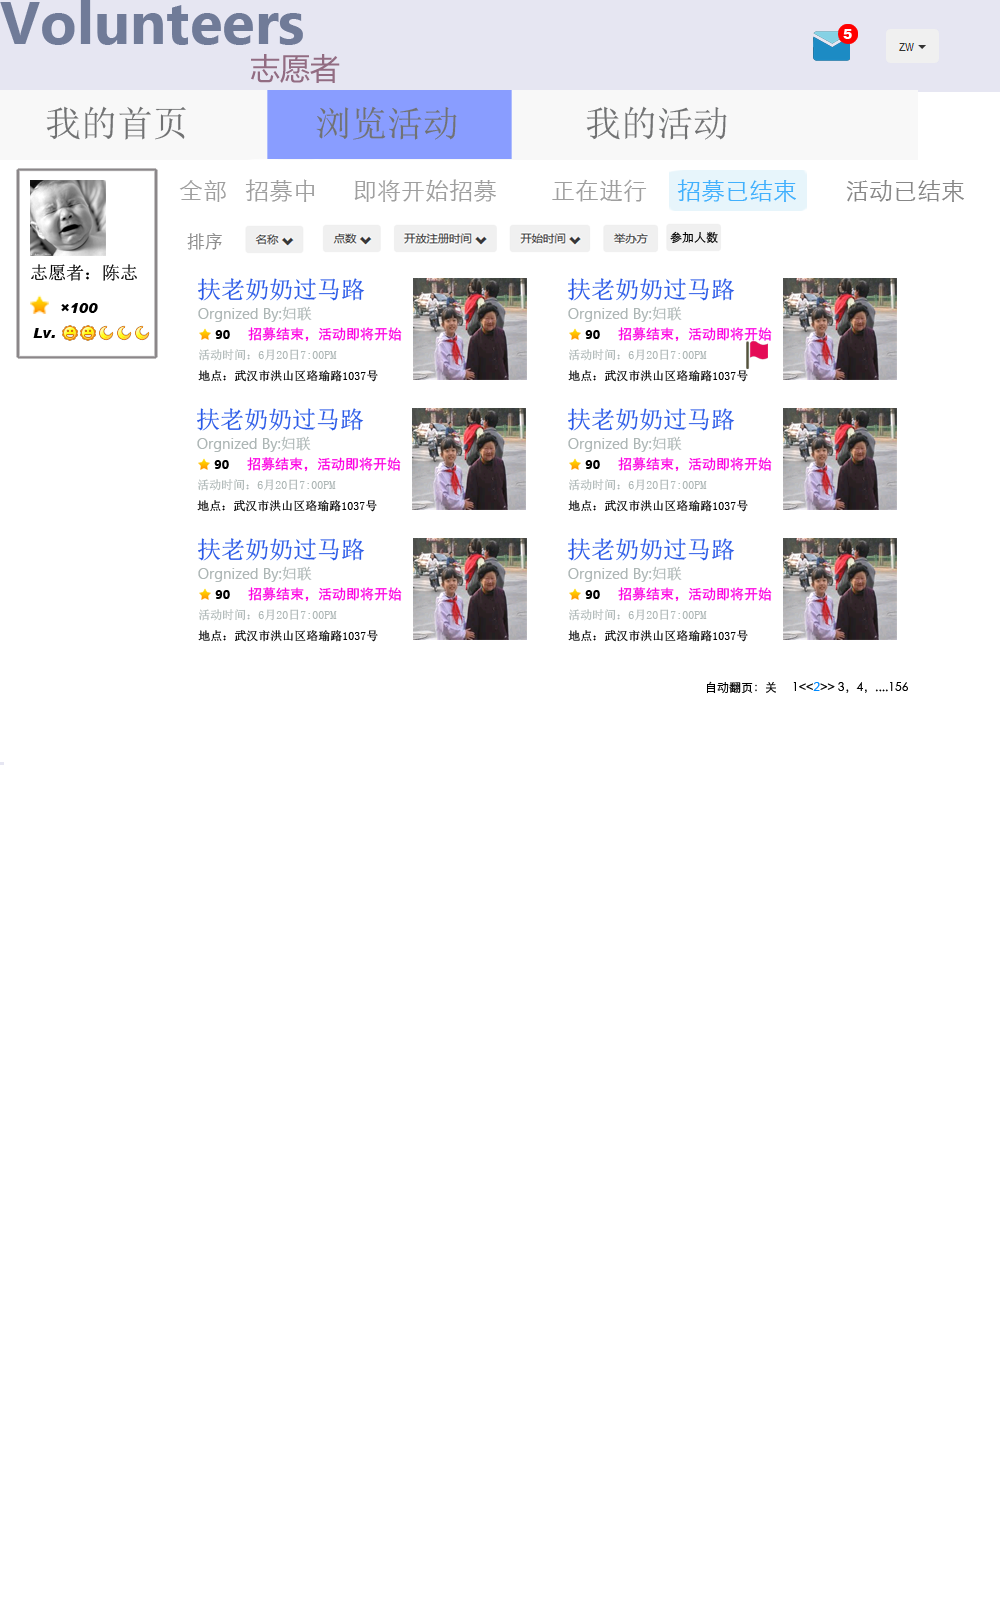 Volunteers
志愿者
5
ZW
我的首页 浏览活动 我的活动
全部 招募中 即将开始招募 正在进行 招募已结束 活动已结束
排序 名称 点数 开放注册时间 开始时间 举办方 参加人数
志愿者：陈志
×100
Lv.
扶老奶奶过马路
Orgnized By:妇联
90 招募结束，活动即将开始
活动时间：6月20日7:00PM
地点：武汉市洪山区珞瑜路1037号
扶老奶奶过马路
Orgnized By:妇联
90 招募结束，活动即将开始
活动时间：6月20日7:00PM
地点：武汉市洪山区珞瑜路1037号
扶老奶奶过马路
Orgnized By:妇联
90 招募结束，活动即将开始
活动时间：6月20日7:00PM
地点：武汉市洪山区珞瑜路1037号
扶老奶奶过马路
Orgnized By:妇联
90 招募结束，活动即将开始
活动时间：6月20日7:00PM
地点：武汉市洪山区珞瑜路1037号
扶老奶奶过马路
Orgnized By:妇联
90 招募结束，活动即将开始
活动时间：6月20日7:00PM
地点：武汉市洪山区珞瑜路1037号
扶老奶奶过马路
Orgnized By:妇联
90 招募结束，活动即将开始
活动时间：6月20日7:00PM
地点：武汉市洪山区珞瑜路1037号
自动翻页：关 1<<2>> 3，4，....156